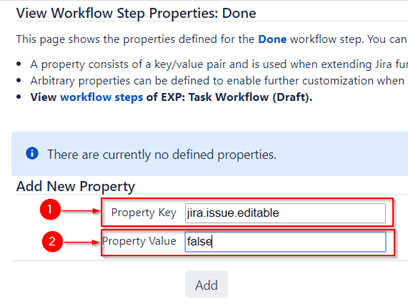 View Workflow Step Properties: Done
This page shows the properties defined for the Done workflow step. You can
A property consists of a key/value pair and is used when extending Jira fun
Arbitrary properties can be defined to enable further customization when
View workflow steps of EXP: Task Workflow (Draft).
There are currently no defined properties.
Add New Property
1 Property Key jira.issue.editable
2 Property Value false
Add